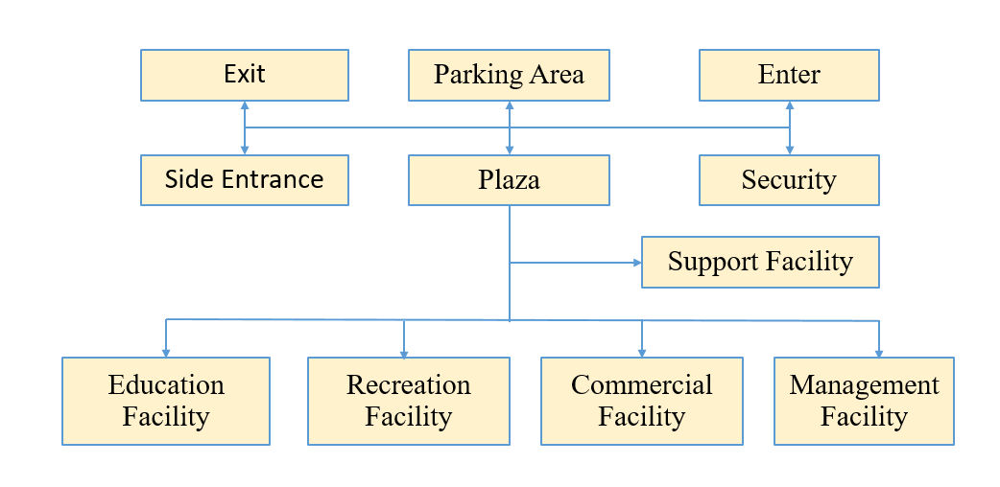 Exit
Parking Area
Enter
Side Entrance
Plaza
Security
Support Facility
Education
Facility
Recreation
Facility
Commercial
Facility
Management
Facility